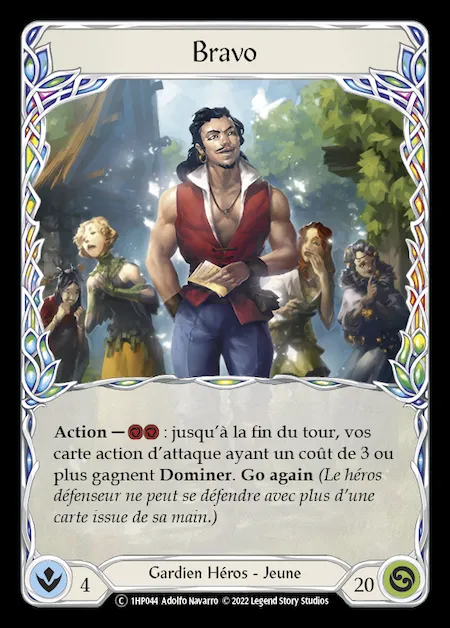 Bravo
Action — : jusqu'à la fin du tour, vos
carte action d'attaque ayant un coût de 3 ou
plus gagnent Dominer. Go again (Le héros
défenseur ne peut se défendre avec plus d'une
carte issue de sa main.)
4
Gardien Héros - Jeune
20
C 1HP044 Adolfo Navarro © 2022 Legend Story Studios